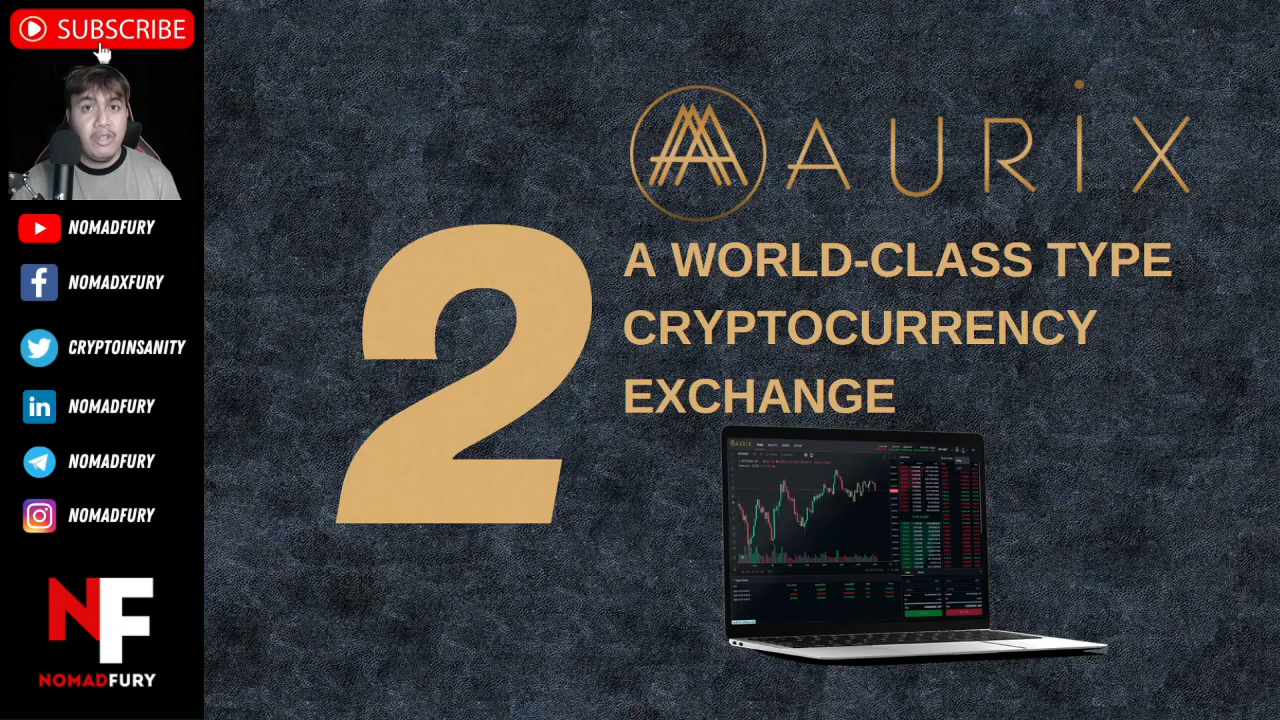 SUBSCRIBE
NOMADFURY
NOMADXFURY
CRYPTOINSANITY
NOMADFURY
NOMADFURY
NOMADFURY
NF
NOMADFURY
2
AURIX
A WORLD-CLASS TYPE
CRYPTOCURRENCY
EXCHANGE